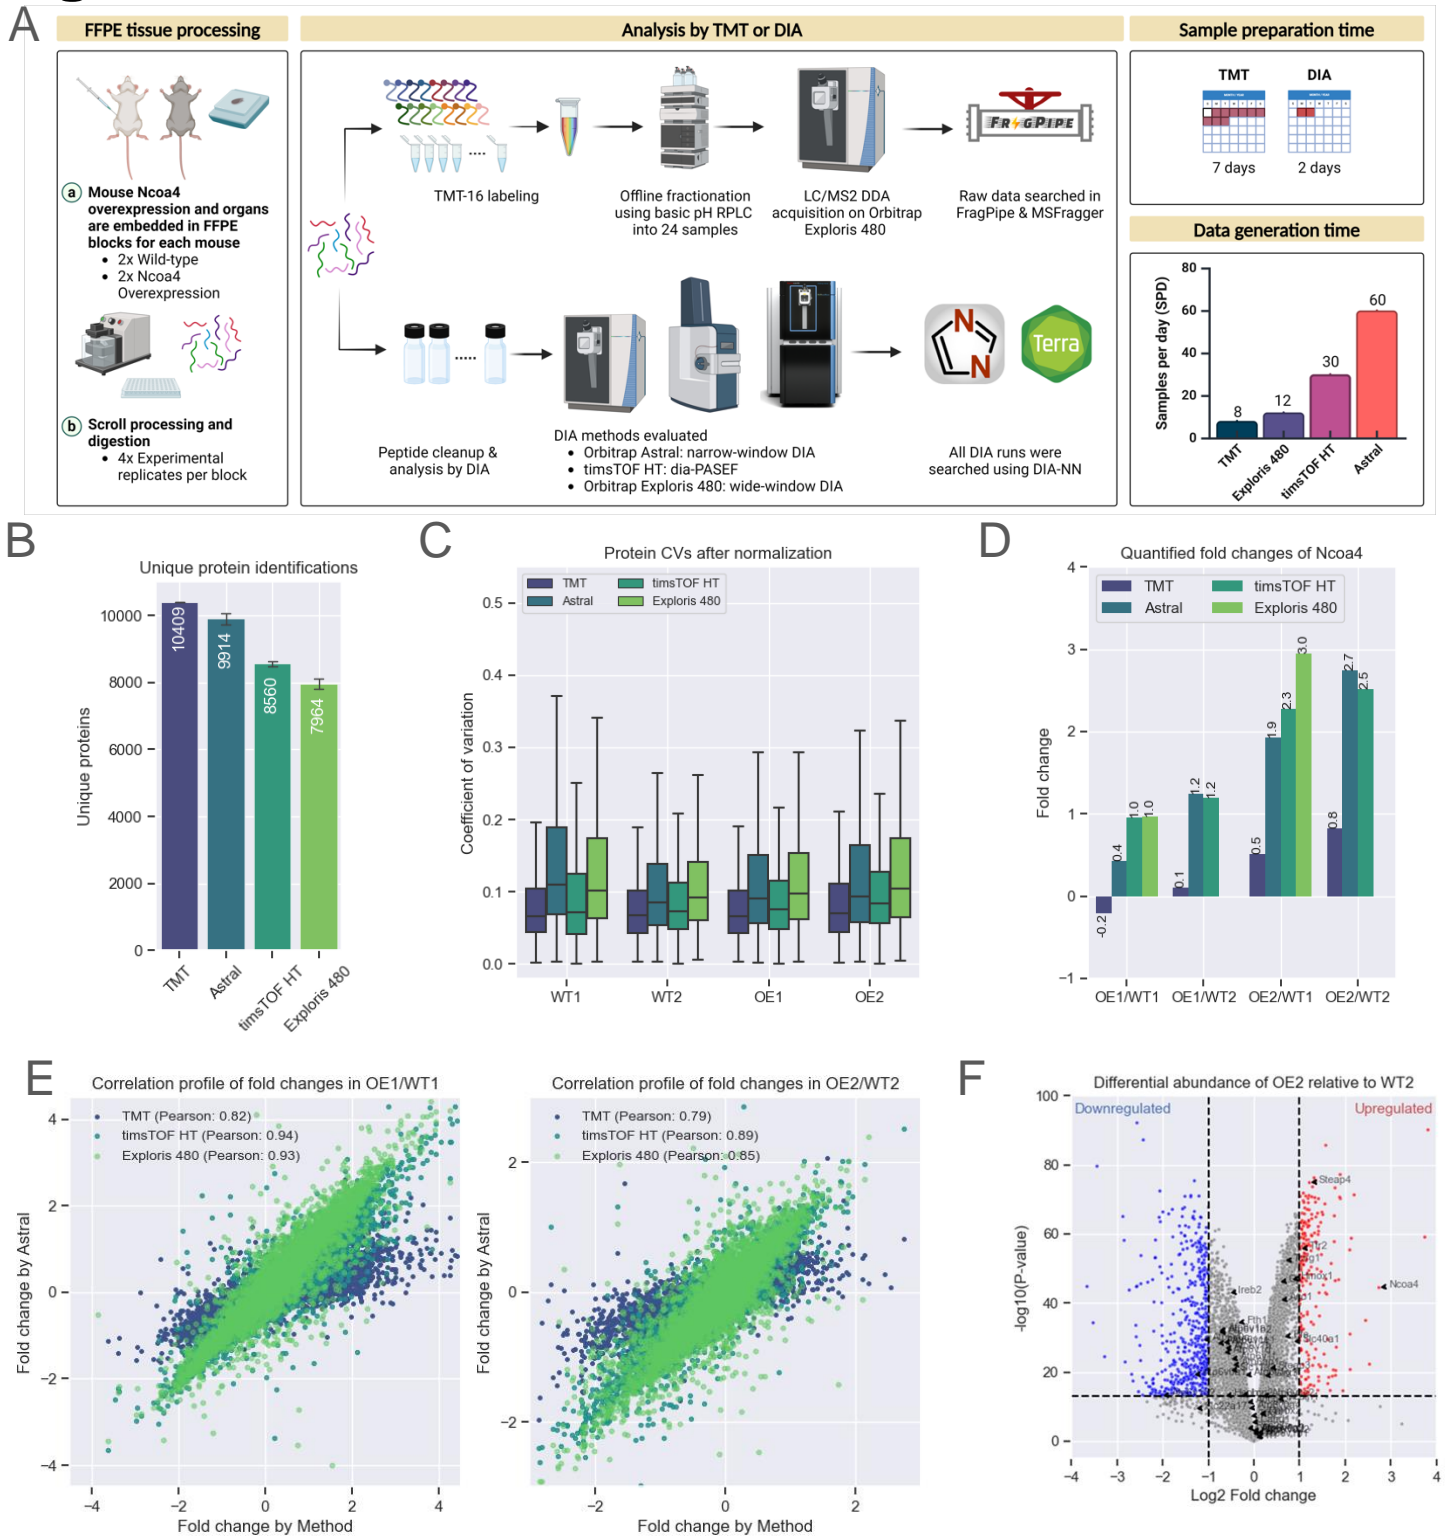 A
FFPE tissue processing
Analysis by TMT or DIA
Sample preparation time
a Mouse Ncoa4
overexpression and organs
are embedded in FFPE
blocks for each mouse
• 2x Wild-type
• 2x Ncoa4
Overexpression
b Scroll processing and
digestion
• 4x Experimental
replicates per block
TMT-16 labeling
Offline fractionation
using basic pH RPLC
into 24 samples
LC/MS2 DDA
acquisition on Orbitrap
Exploris 480
FRAGPIPE
Raw data searched in
FragPipe & MSFragger
Peptide cleanup &
analysis by DIA
DIA methods evaluated
• Orbitrap Astral: narrow-window DIA
• timsTOF HT: dia-PASEF
• Orbitrap Exploris 480: wide-window DIA
N
N
Terra
All DIA runs were
searched using DIA-NN
TMT DIA
7 days 2 days
Data generation time
Samples per day (SPD)
80
60
40
20
0
8
12
30
60
TMT
Exploris 480
timsTOF HT
Astral
B
Unique protein identifications
Unique proteins
10000
8000
6000
4000
2000
0
10409
9914
8560
7964
TMT
Astral
timsTOF HT
Exploris 480
C
Protein CVs after normalization
TMT
Astral
timsTOF HT
Exploris 480
Coefficient of variation
0.5
0.4
0.3
0.2
0.1
0.0
WT1 WT2 OE1 OE2
D
Quantified fold changes of Ncoa4
TMT
Astral
timsTOF HT
Exploris 480
Fold change
4
3
2
1
0
−1
-0.2
0.4
1.0
1.0
0.1
1.2
1.2
0.5
1.9
2.3
3.0
0.8
2.7
2.5
OE1/WT1 OE1/WT2 OE2/WT1 OE2/WT2
E
Correlation profile of fold changes in OE1/WT1
TMT (Pearson: 0.82)
timsTOF HT (Pearson: 0.94)
Exploris 480 (Pearson: 0.93)
Fold change by Astral
4
2
0
−2
−4
−4 −2 0 2 4
Fold change by Method
Correlation profile of fold changes in OE2/WT2
TMT (Pearson: 0.79)
timsTOF HT (Pearson: 0.89)
Exploris 480 (Pearson: 0.85)
Fold change by Astral
2
0
−2
−2 0 2
Fold change by Method
F
Differential abundance of OE2 relative to WT2
Downregulated
Upregulated
-log10(P-value)
100
80
60
40
20
0
Steap4
Ncoa4
Ireb2
Fth1
Slc40a1
−4 −3 −2 −1 0 1 2 3 4
Log2 Fold change